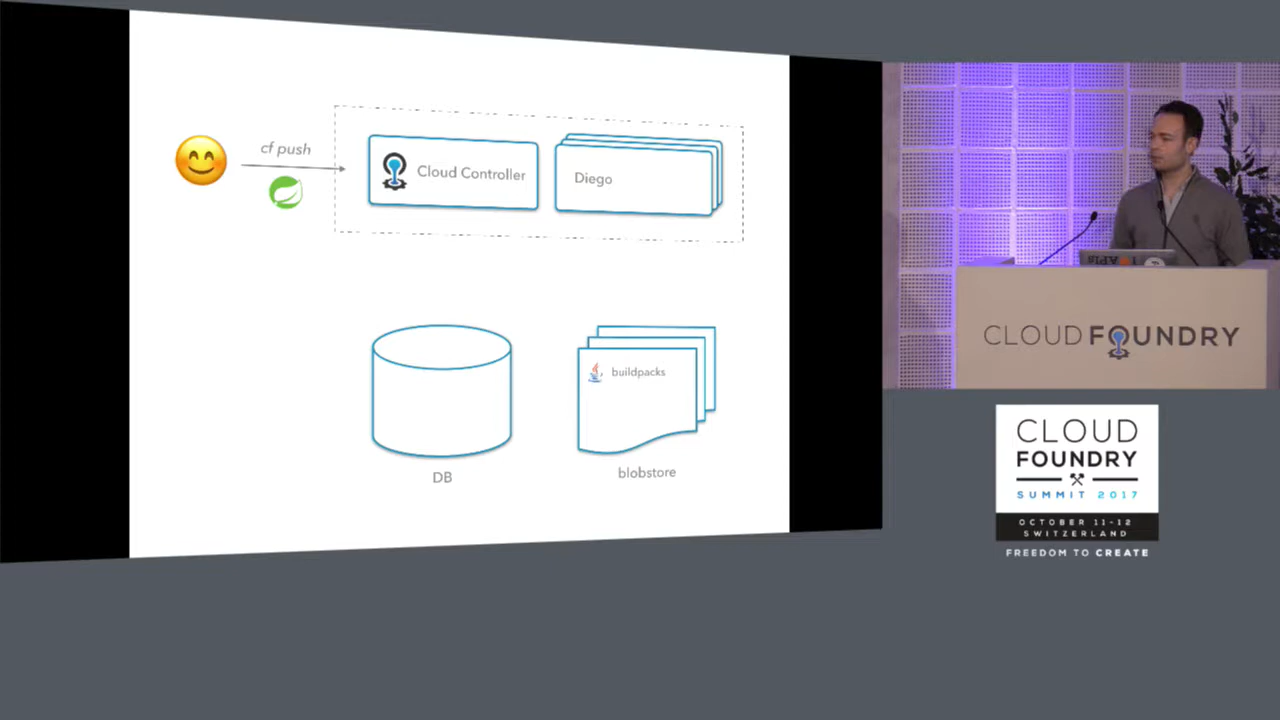 cf push
Cloud Controller
Diego
buildpacks
DB
blobstore
CLOUD FOUNDRY
CLOUD
FOUNDRY
SUMMIT 2017
OCTOBER 11-12
SWITZERLAND
FREEDOM TO CREATE